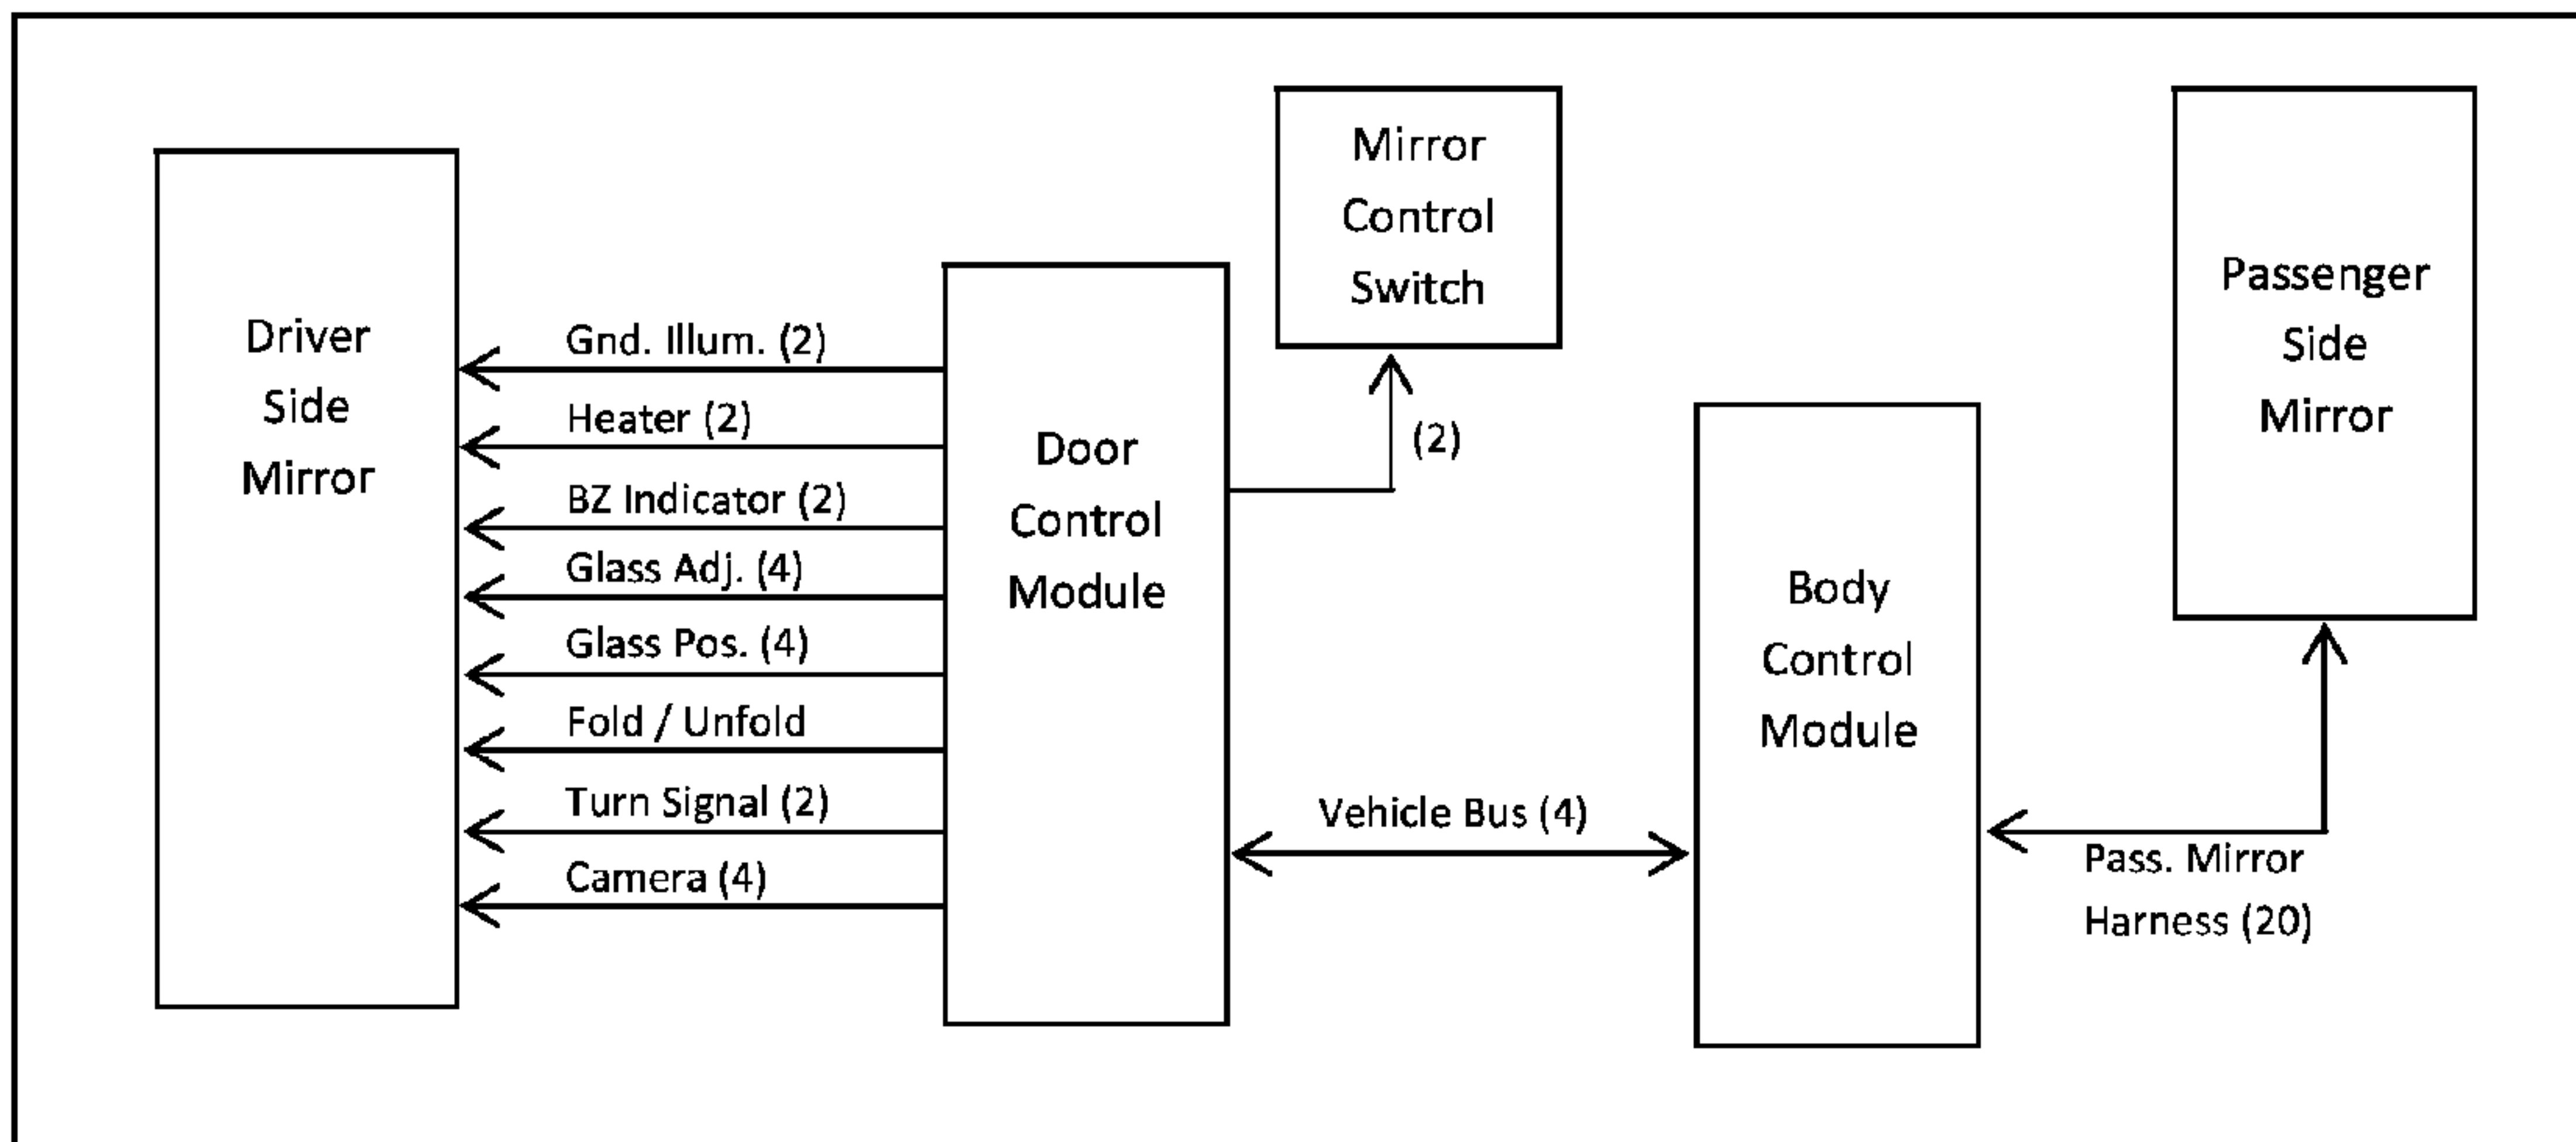 Driver
Side
Mirror
Gnd. Illum. (2)
Heater (2)
BZ Indicator (2)
Glass Adj. (4)
Glass Pos. (4)
Fold / Unfold
Turn Signal (2)
Camera (4)
Door
Control
Module
Mirror
Control
Switch
(2)
Vehicle Bus (4)
Body
Control
Module
Passenger
Side
Mirror
Pass. Mirror
Harness (20)